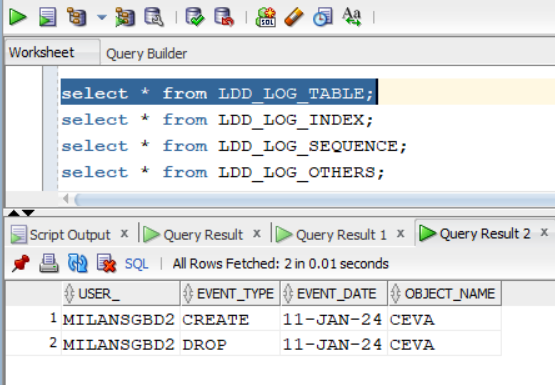 SQL
Aa
Worksheet Query Builder
select * from LDD_LOG_TABLE;
select * from LDD_LOG_INDEX;
select * from LDD_LOG_SEQUENCE;
select * from LDD_LOG_OTHERS;
Script Output x Query Result x Query Result 1 x Query Result 2 x
SQL | All Rows Fetched: 2 in 0.01 seconds
USER_ EVENT_TYPE EVENT_DATE OBJECT_NAME
1 MILANSGBD2 CREATE 11-JAN-24 CEVA
2 MILANSGBD2 DROP 11-JAN-24 CEVA